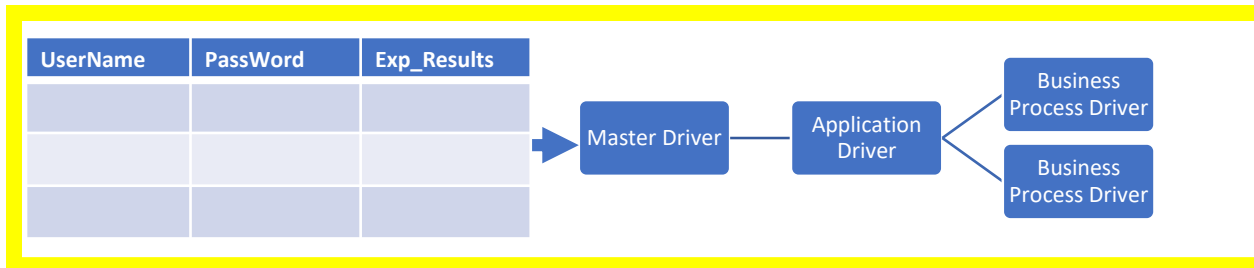 UserName PassWord Exp_Results
Master Driver
Application
Driver
Business
Process Driver
Business
Process Driver